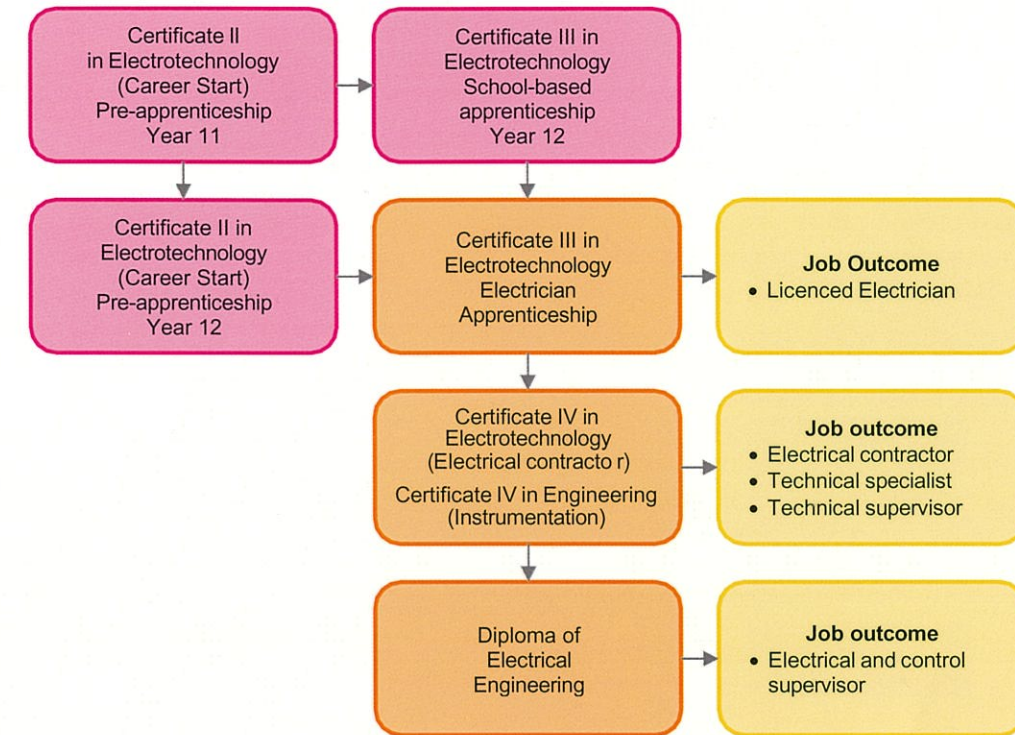 Certificate II
in Electrotechnology
(Career Start)
Pre-apprenticeship
Year 11
Certificate III in
Electrotechnology
School-based
apprenticeship
Year 12
Certificate II in
Electrotechnology
(Career Start)
Pre-apprenticeship
Year 12
Certificate III in
Electrotechnology
Electrician
Apprenticeship
Job Outcome
• Licenced Electrician
Certificate IV in
Electrotechnology
(Electrical contracto r)
Certificate IV in Engineering
(Instrumentation)
Job outcome
• Electrical contractor
• Technical specialist
• Technical supervisor
Diploma of
Electrical
Engineering
Job outcome
• Electrical and control
supervisor